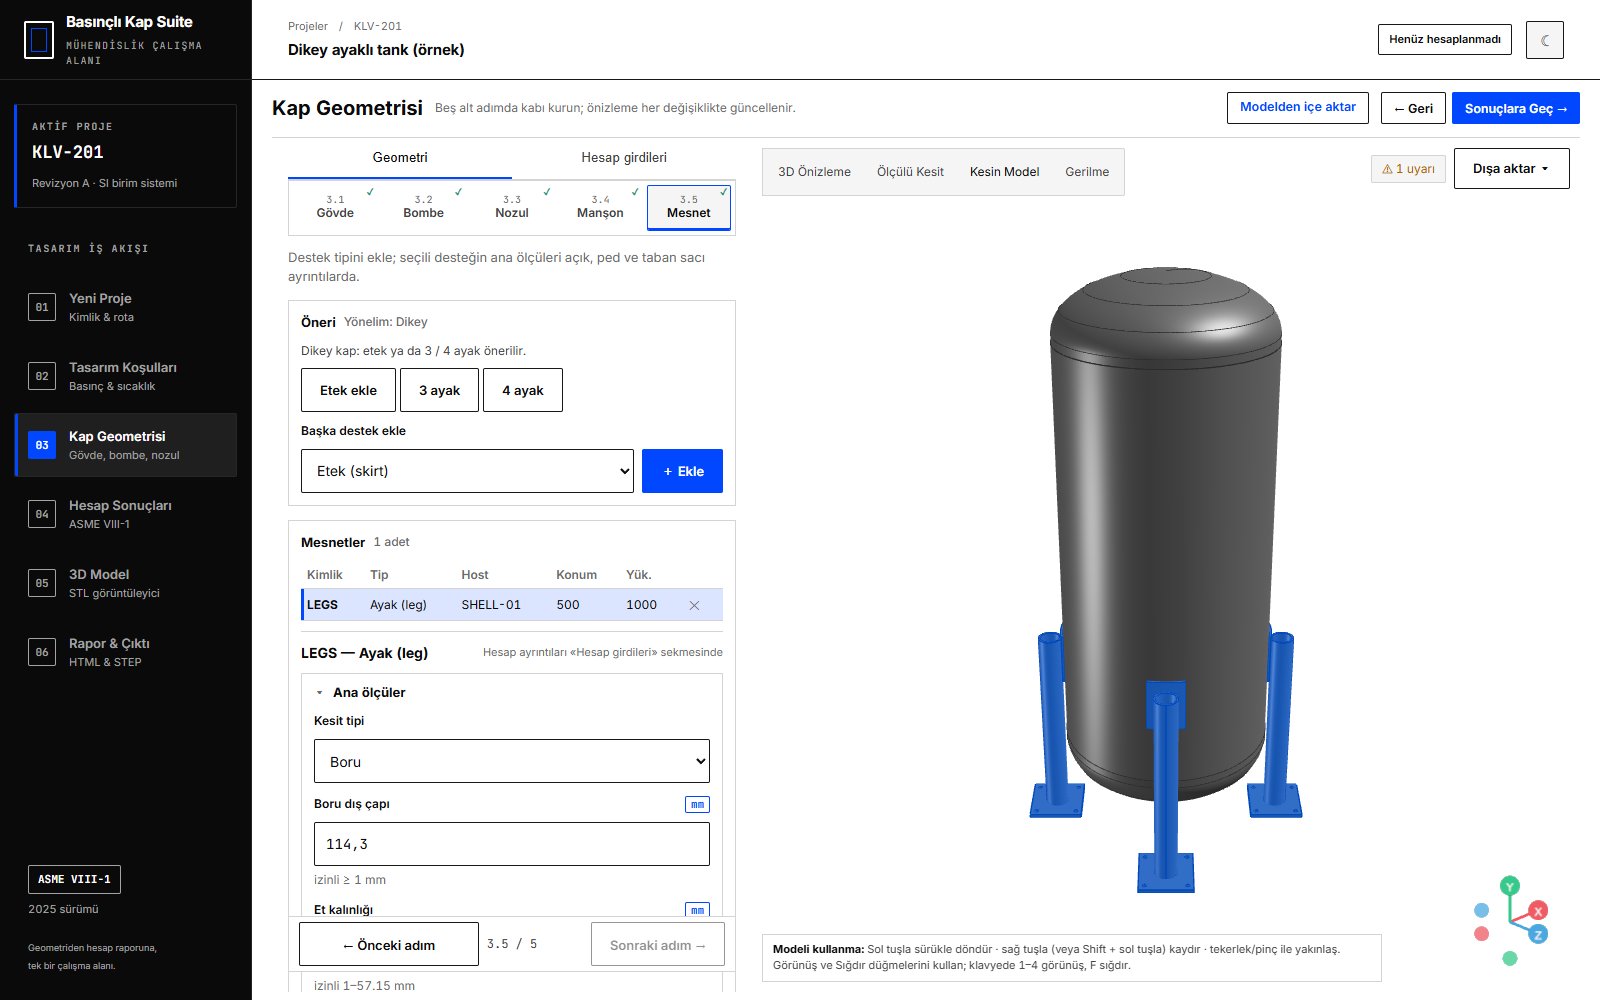 Basınçlı Kap Suite
MÜHENDİSLİK ÇALIŞMA
ALANI
AKTİF PROJE
KLV-201
Revizyon A · SI birim sistemi
TASARIM İŞ AKIŞI
01
Yeni Proje
Kimlik & rota
02
Tasarım Koşulları
Basınç & sıcaklık
03
Kap Geometrisi
Gövde, bombe, nozul
04
Hesap Sonuçları
ASME VIII-1
05
3D Model
STL görüntüleyici
06
Rapor & Çıktı
HTML & STEP
ASME VIII-1
2025 sürümü
Geometriden hesap raporuna,
tek bir çalışma alanı.
Projeler / KLV-201
Dikey ayaklı tank (örnek)
Henüz hesaplanmadı
☾
Kap Geometrisi
Beş alt adımda kabı kurun; önizleme her değişiklikte güncellenir.
Modelden içe aktar
← Geri
Sonuçlara Geç →
Geometri
Hesap girdileri
3.1 ✓
Gövde
3.2 ✓
Bombe
3.3 ✓
Nozul
3.4 ✓
Manşon
3.5 ✓
Mesnet
Destek tipini ekle; seçili desteğin ana ölçüleri açık, ped ve taban sacı
ayrıntılarda.
Öneri Yönelim: Dikey
Dikey kap: etek ya da 3 / 4 ayak önerilir.
Etek ekle
3 ayak
4 ayak
Başka destek ekle
Etek (skirt)
+ Ekle
Mesnetler 1 adet
Kimlik Tip Host Konum Yük.
LEGS Ayak (leg) SHELL-01 500 1000 ×
LEGS — Ayak (leg)
Hesap ayrıntıları «Hesap girdileri» sekmesinde
Ana ölçüler
Kesit tipi
Boru
Boru dış çapı mm
114,3
izinli ≥ 1 mm
Et kalınlığı mm
← Önceki adım
3.5 / 5
Sonraki adım →
izinli 1–57.15 mm
3D Önizleme
Ölçülü Kesit
Kesin Model
Gerilme
⚠ 1 uyarı
Dışa aktar
Modeli kullanma: Sol tuşla sürükle döndür · sağ tuşla (veya Shift + sol tuşla) kaydır · tekerlek/pinç ile yakınlaş.
Görünüş ve Sığdır düğmelerini kullan; klavyede 1–4 görünüş, F sığdır.
Y
X
Z